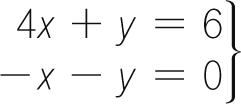 4x + y = 6
−x − y = 0